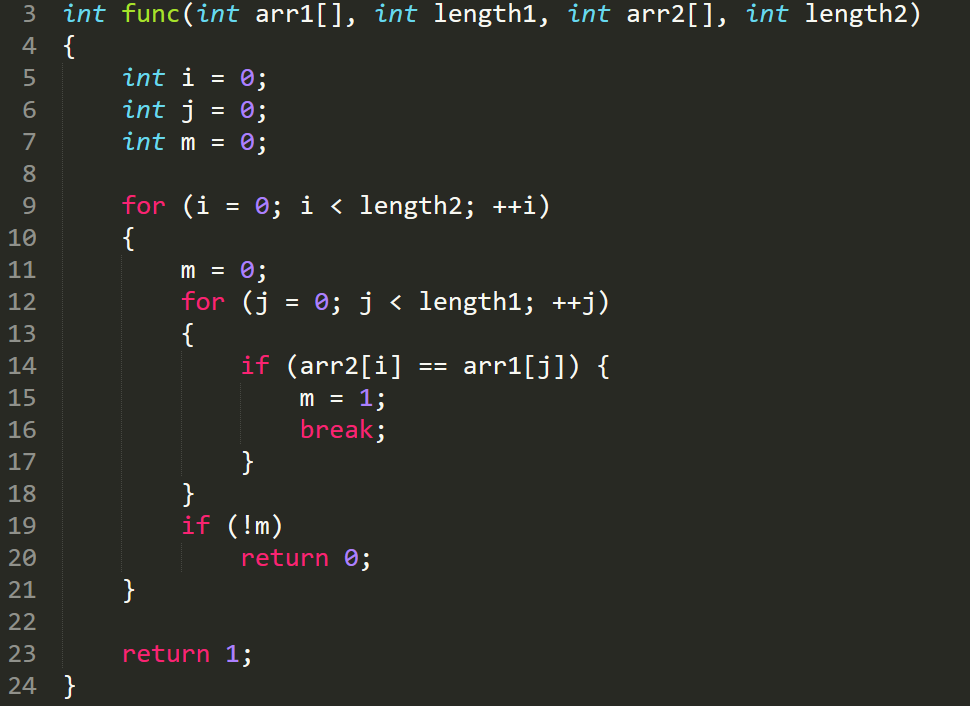 3 int func(int arr1[], int length1, int arr2[], int length2)
4 {
5     int i = 0;
6     int j = 0;
7     int m = 0;
8
9     for (i = 0; i < length2; ++i)
10     {
11         m = 0;
12         for (j = 0; j < length1; ++j)
13         {
14             if (arr2[i] == arr1[j]) {
15                 m = 1;
16                 break;
17             }
18         }
19         if (!m)
20             return 0;
21     }
22
23     return 1;
24 }